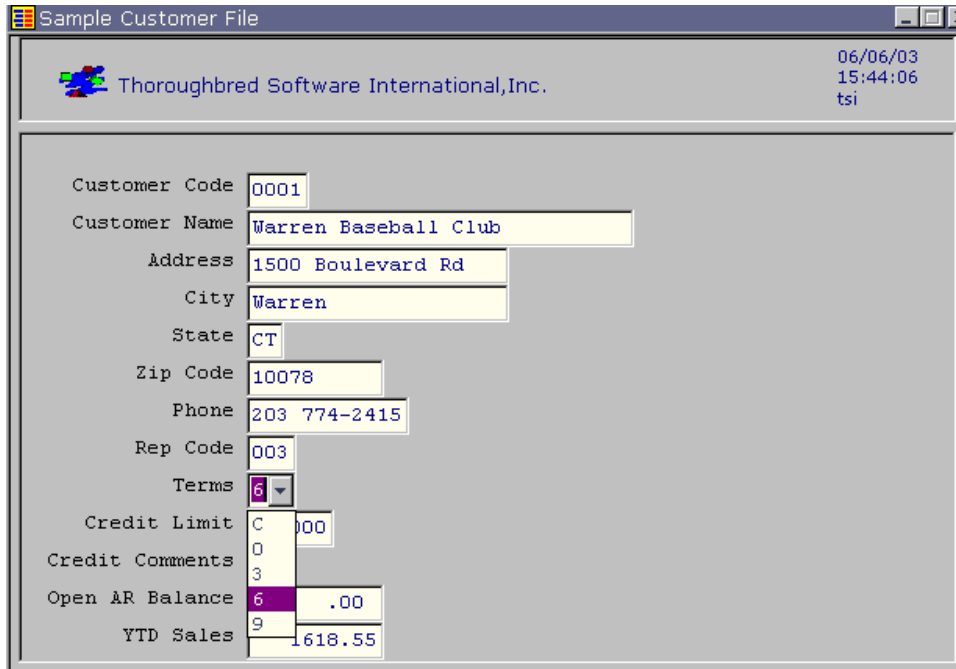 Sample Customer File
Thoroughbred Software International,Inc.
06/06/03
15:44:06
tsi
Customer Code 0001
Customer Name Warren Baseball Club
Address 1500 Boulevard Rd
City Warren
State CT
Zip Code 10078
Phone 203 774-2415
Rep Code 003
Terms 6
C
0
3
6
9
Credit Limit
Credit Comments
Open AR Balance .00
YTD Sales 1618.55